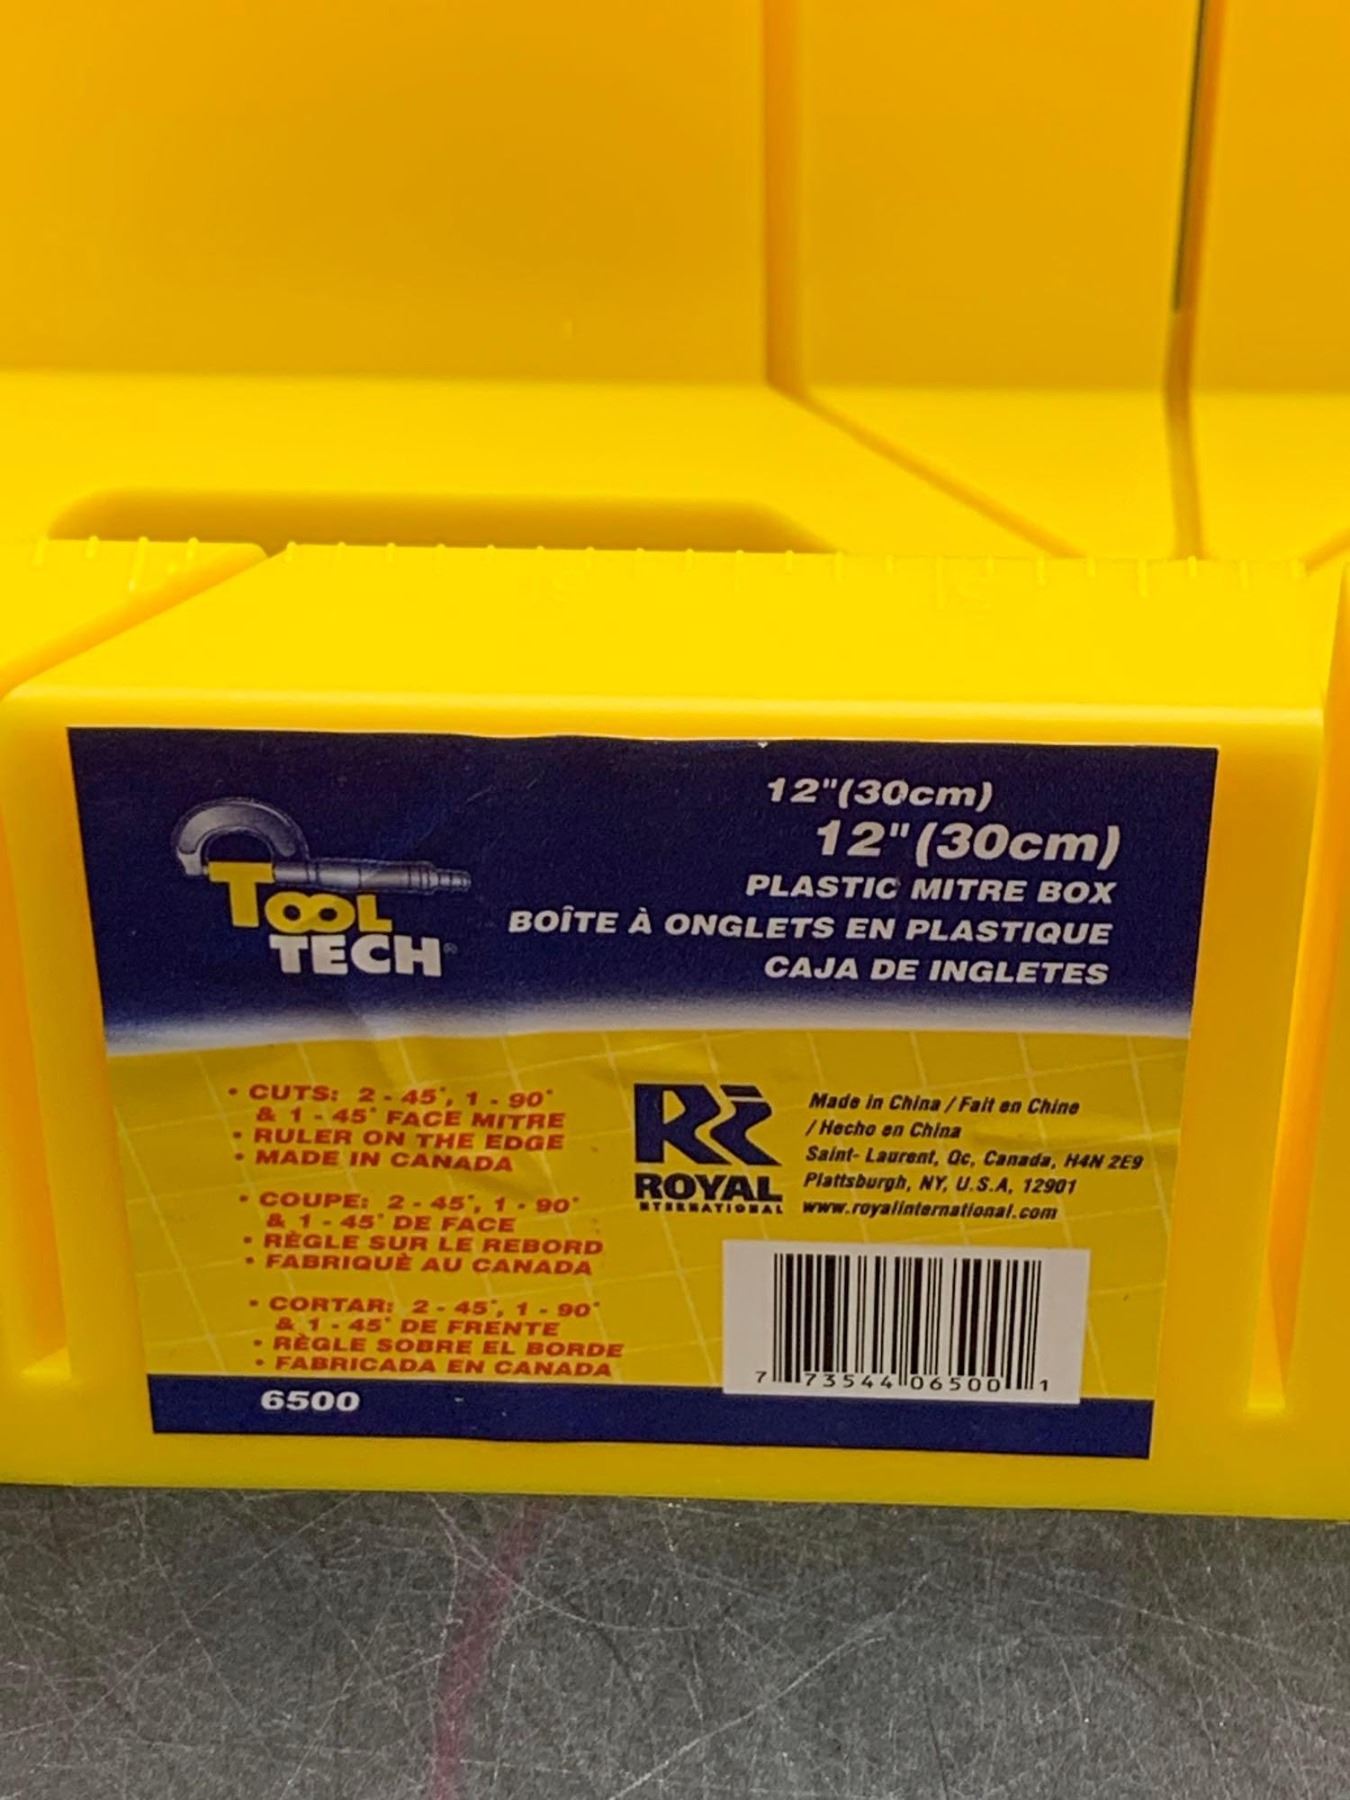 TOOL
TECH®
12"(30cm)
12"(30cm)
PLASTIC MITRE BOX
BOÎTE À ONGLETS EN PLASTIQUE
CAJA DE INGLETES
• CUTS: 2 - 45°, 1 - 90°
& 1 - 45° FACE MITRE
• RULER ON THE EDGE
• MADE IN CANADA
• COUPE: 2 - 45°, 1 - 90°
& 1 - 45° DE FACE
• RÈGLE SUR LE REBORD
• FABRIQUÈ AU CANADA
• CORTAR: 2 - 45°, 1 - 90°
& 1 - 45° DE FRENTE
• RÈGLE SOBRE EL BORDE
• FABRICADA EN CANADA
6500
Ri
ROYAL
INTERNATIONAL
Made in China / Fait en Chine
/ Hecho en China
Saint- Laurent, Qc, Canada, H4N 2E9
Plattsburgh, NY, U.S.A, 12901
www.royalinternational.com
7 73544 06500 1